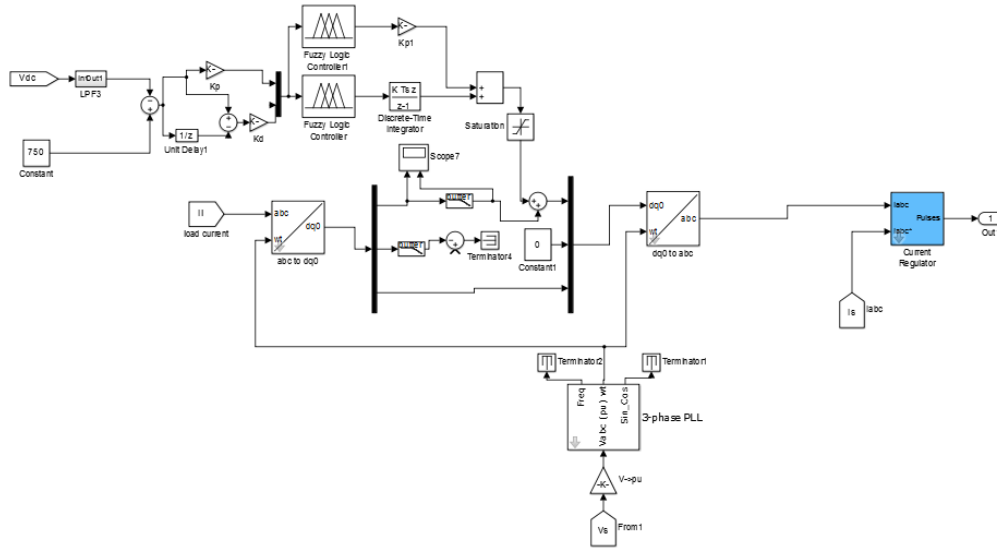 Vdc
In1Out1
LPF3
750
Constant
K-
Kp
1/z
Unit Delay1
K-
Kd
Fuzzy Logic
Controller1
Fuzzy Logic
Controller
K-
Kp1
K Ts z
z-1
Discrete-Time
Integrator
Saturation
Scope7
butter
butter
Terminator4
0
Constant1
Il
load current
abc
wt
dq0
abc to dq0
dq0
wt
abc
dq0 to abc
Iabc
Iabc*
Pulses
Current
Regulator
1
Out
Is
Iabc
Terminator2
Terminator1
Freq
wt
Sin_Cos
Vabc (pu)
3-phase PLL
-K-
V->pu
Vs
From1